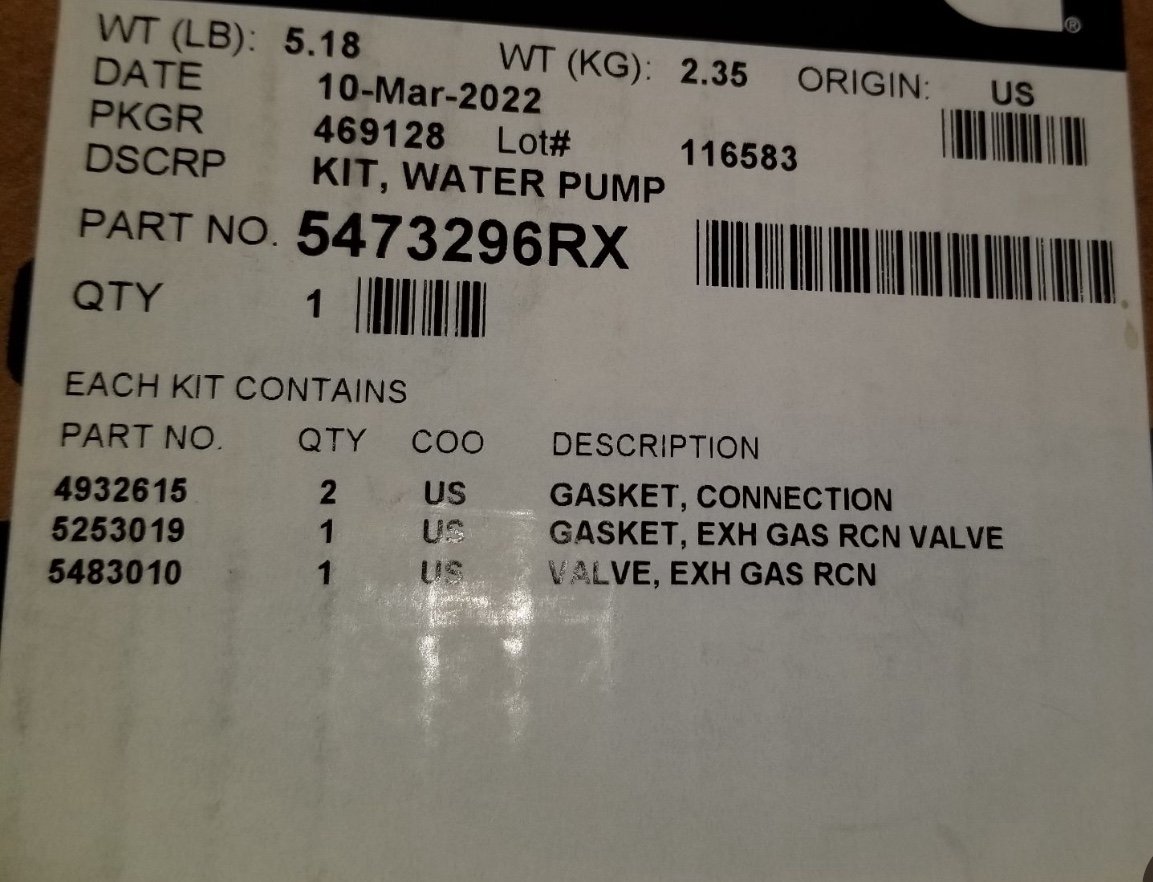 ®
WT (LB): 5.18 WT (KG): 2.35 ORIGIN: US
DATE 10-Mar-2022
PKGR 469128 Lot# 116583
DSCRP KIT, WATER PUMP
PART NO. 5473296RX
QTY 1
EACH KIT CONTAINS
PART NO. QTY COO DESCRIPTION
4932615 2 US GASKET, CONNECTION
5253019 1 US GASKET, EXH GAS RCN VALVE
5483010 1 US VALVE, EXH GAS RCN